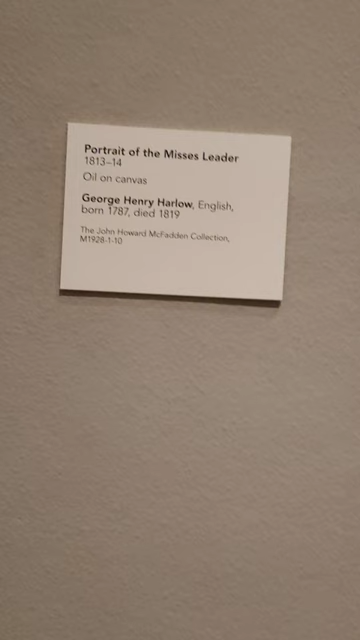 Portrait of the Misses Leader
1813–14
Oil on canvas
George Henry Harlow, English,
born 1787, died 1819
The John Howard McFadden Collection,
M1928-1-10